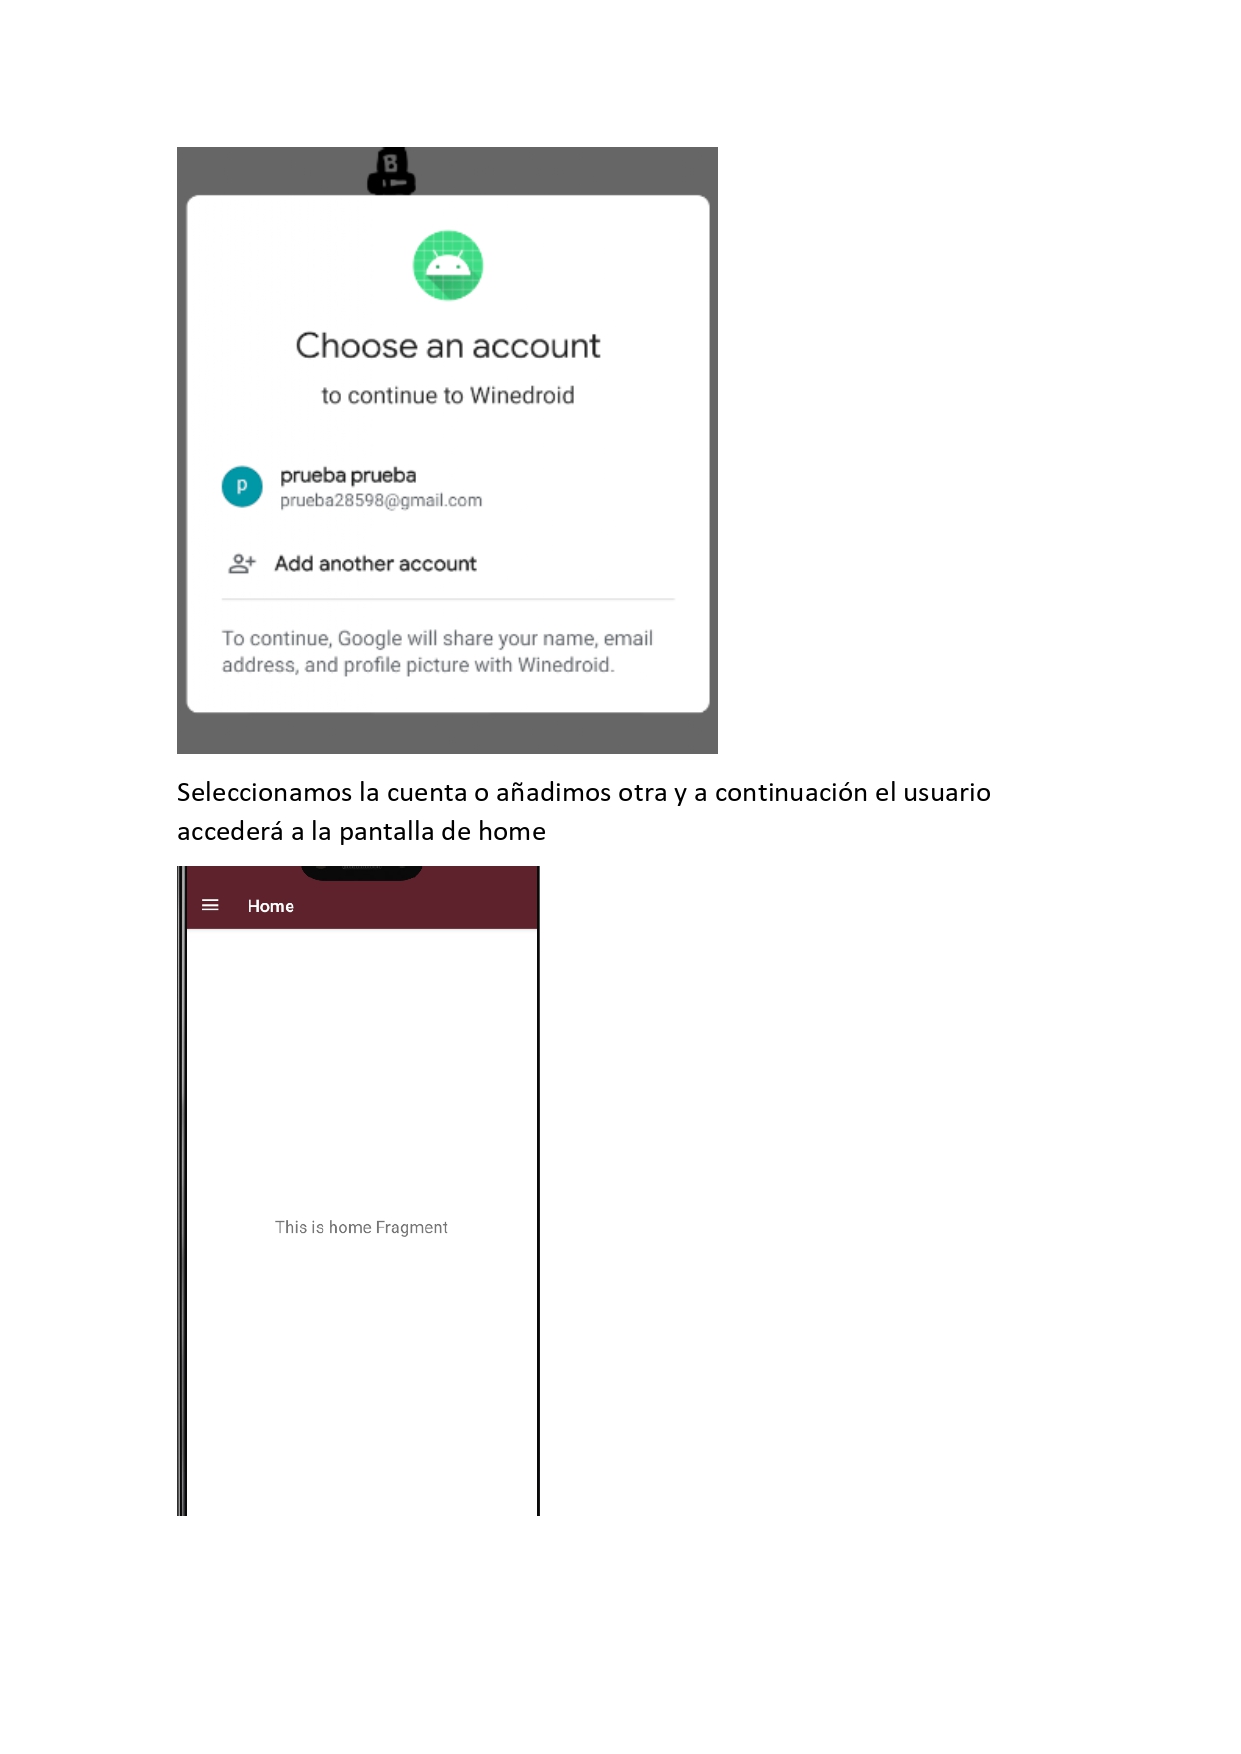 B
Choose an account
to continue to Winedroid
p
prueba prueba
prueba28598@gmail.com
Add another account
To continue, Google will share your name, email
address, and profile picture with Winedroid.
Seleccionamos la cuenta o añadimos otra y a continuación el usuario
accederá a la pantalla de home
Home
This is home Fragment